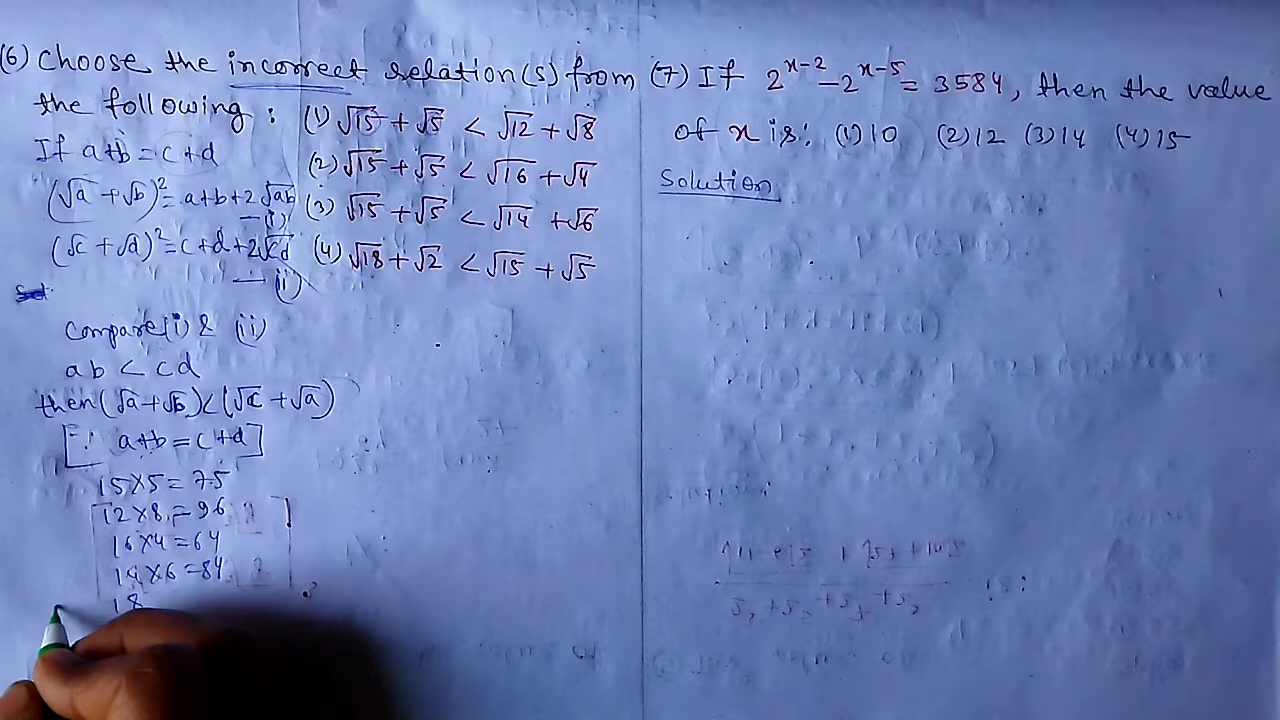 (6) Choose the incorrect relation(s) from
the following: (1) √15 + √5 < √12 + √8
If a+b = c+d
(2) √15 + √5 < √16 + √4
(√a + √b)² = a+b+2√ab
—(i)
(3) √15 + √5 < √14 + √6
(√c + √d)² = c+d+2√cd
—(ii)
(4) √18 + √2 < √15 + √5
Compare (i) & (ii)
ab < cd
then (√a+√b) < (√c + √d)
[∵ a+b = c+d]
15×5 = 75
12×8 = 96
16×4 = 64
14×6 = 84
18
(7) If 2^(x-2) - 2^(x-5) = 3584, then the value
of x is: (1) 10 (2) 12 (3) 14 (4) 15
Solution